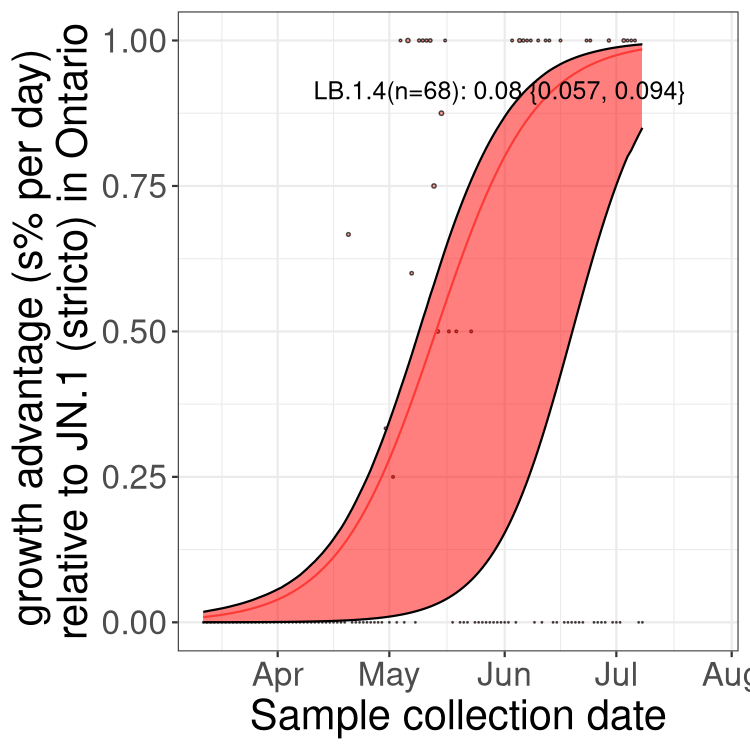 growth advantage (s% per day)
relative to JN.1 (stricto) in Ontario
1.00
0.75
0.50
0.25
0.00
LB.1.4(n=68): 0.08 {0.057, 0.094}
Apr May Jun Jul Aug
Sample collection date